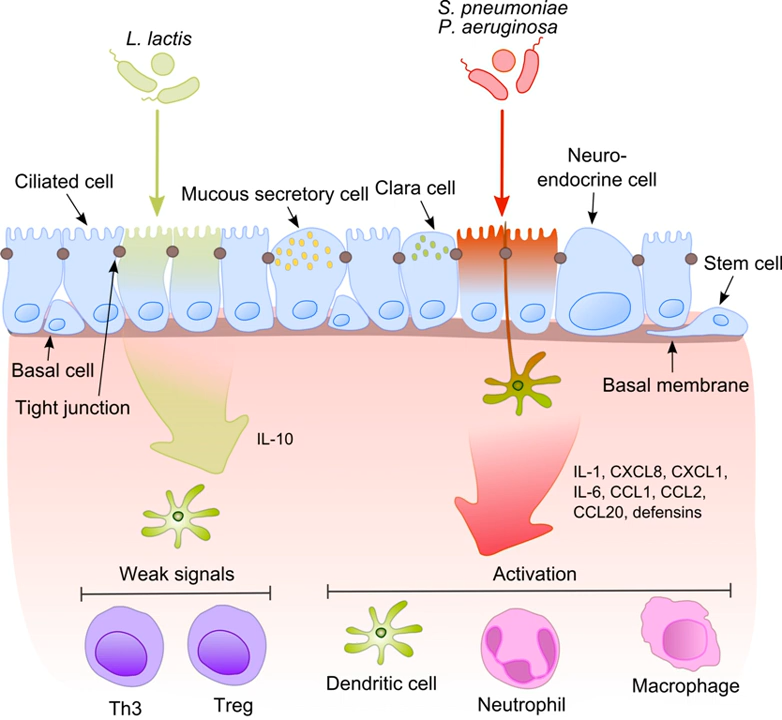 L. lactis
S. pneumoniae
P. aeruginosa
Ciliated cell
Mucous secretory cell
Clara cell
Neuro-
endocrine cell
Stem cell
Basal cell
Tight junction
Basal membrane
IL-10
IL-1, CXCL8, CXCL1,
IL-6, CCL1, CCL2,
CCL20, defensins
Weak signals
Activation
Th3
Treg
Dendritic cell
Neutrophil
Macrophage